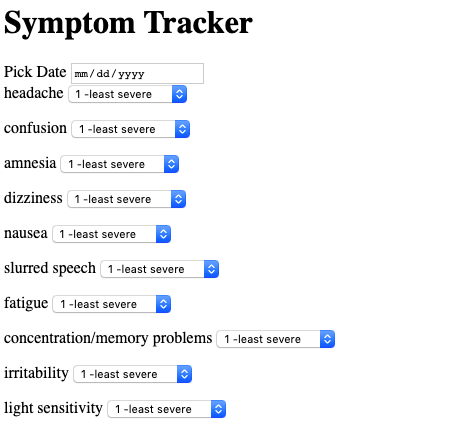 Symptom Tracker
Pick Date mm/dd/yyyy
headache 1 -least severe
confusion 1 -least severe
amnesia 1 -least severe
dizziness 1 -least severe
nausea 1 -least severe
slurred speech 1 -least severe
fatigue 1 -least severe
concentration/memory problems 1 -least severe
irritability 1 -least severe
light sensitivity 1 -least severe